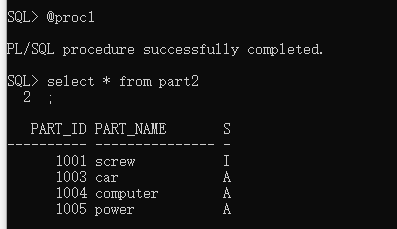 SQL> @proc1
PL/SQL procedure successfully completed.
SQL> select * from part2
  2  ;
   PART_ID PART_NAME       S
---------- --------------- -
      1001 screw           I
      1003 car             A
      1004 computer        A
      1005 power           A